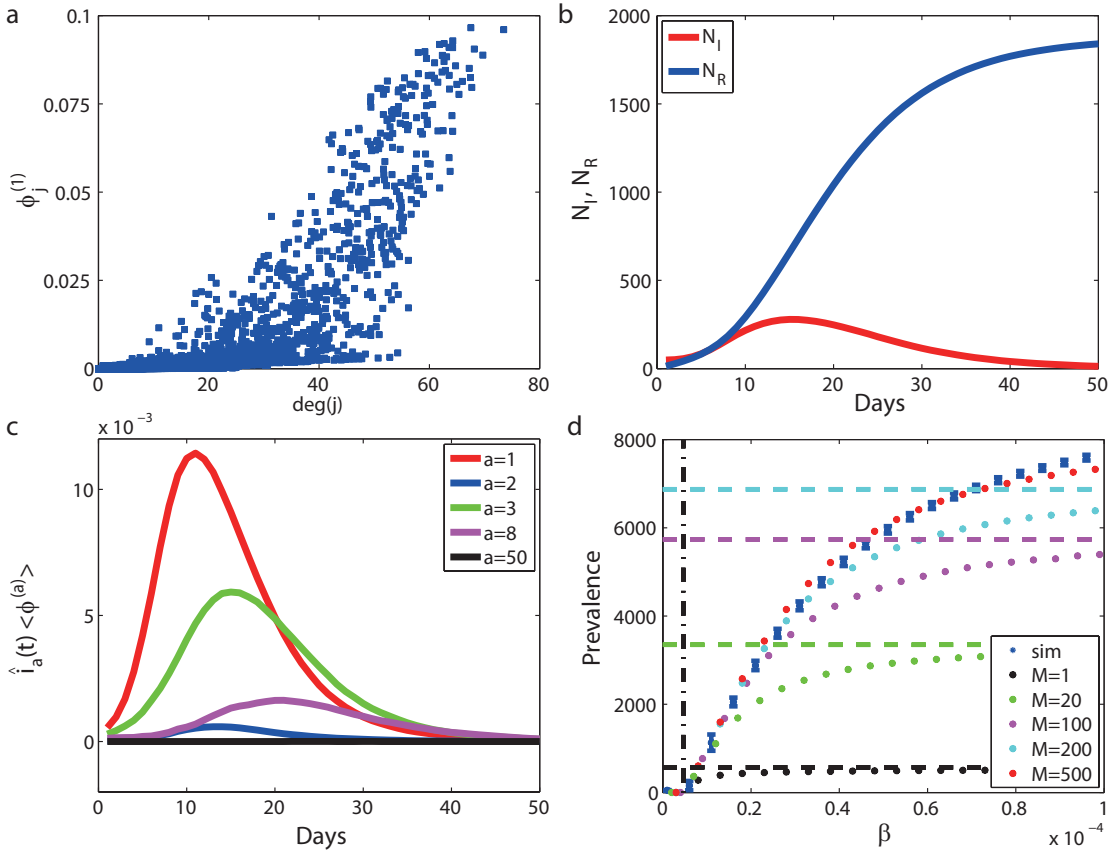 a
0.1
0.075
0.05
0.025
0
ϕ_j^(1)
0 20 40 60 80
deg(j)
b
2000
1500
1000
500
0
N_I, N_R
N_I
N_R
10 20 30 40 50
Days
c
x 10^-3
10
5
0
î_a(t) <ϕ^(a)>
a=1
a=2
a=3
a=8
a=50
0 10 20 30 40 50
Days
d
8000
6000
4000
2000
0
Prevalence
sim
M=1
M=20
M=100
M=200
M=500
0 0.2 0.4 0.6 0.8 1
β
x 10^-4